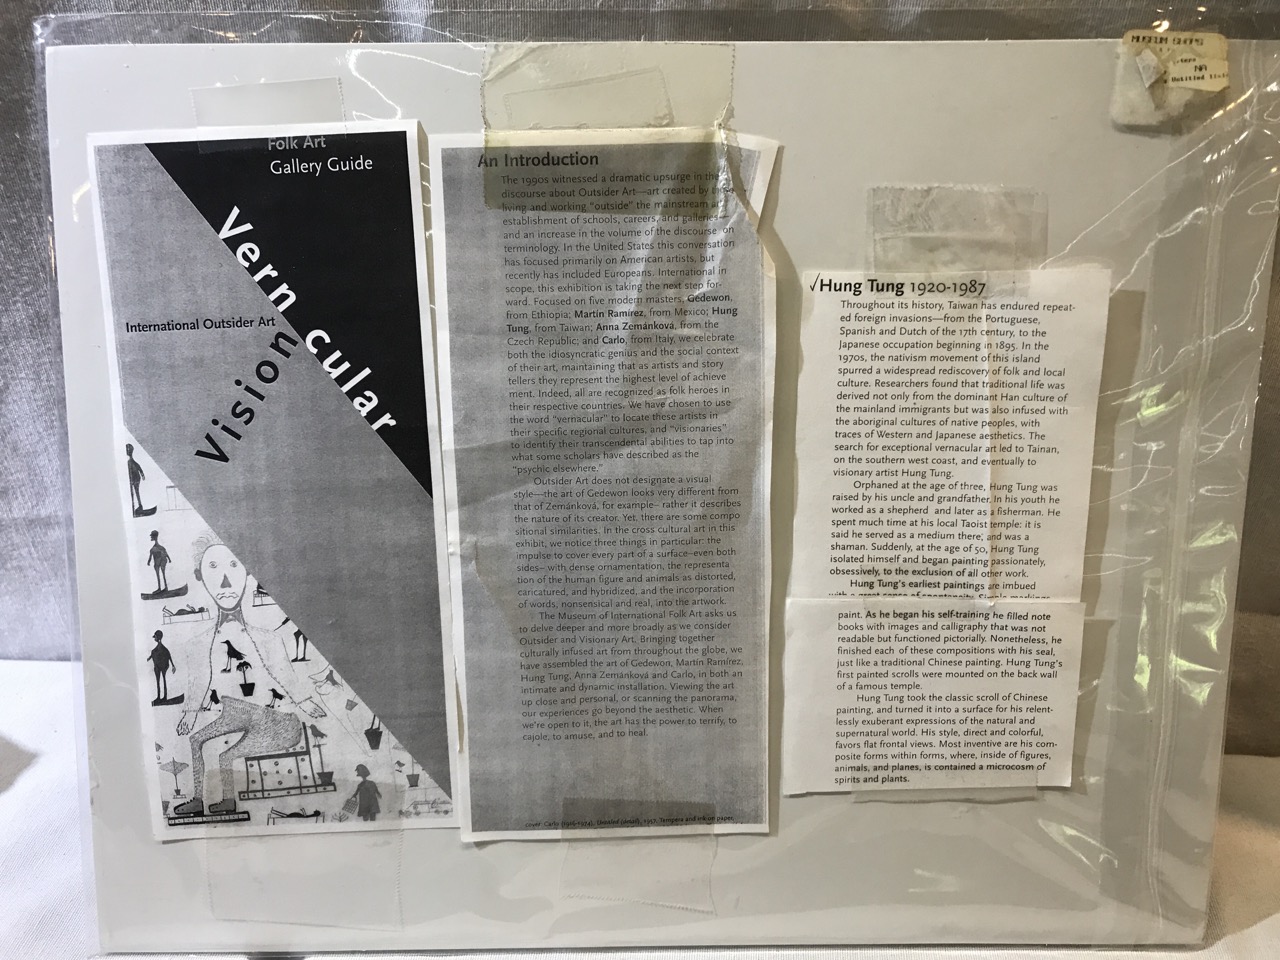 Folk Art
Gallery Guide
Vernacular
International Outsider Art
Vision
An Introduction
The 1990s witnessed a dramatic upsurge in the
discourse about Outsider Art—art created by those
living and working "outside" the mainstream art
establishment of schools, careers, and galleries—
and an increase in the volume of the discourse on
terminology. In the United States this conversation
has focused primarily on American artists, but
recently has included Europeans. International in
scope, this exhibition is taking the next step for-
ward. Focused on five modern masters, Gedewon,
from Ethiopia; Martín Ramírez, from Mexico; Hung
Tung, from Taiwan; Anna Zemánková, from the
Czech Republic; and Carlo, from Italy, we celebrate
both the idiosyncratic genius and the social context
of their art, maintaining that as artists and story
tellers they represent the highest level of achieve
ment. Indeed, all are recognized as folk heroes in
their respective countries. We have chosen to use
the word "vernacular" to locate these artists in
their specific regional cultures, and "visionaries"
to identify their transcendental abilities to tap into
what some scholars have described as the
"psychic elsewhere."
Outsider Art does not designate a visual
style—the art of Gedewon looks very different from
that of Zemánková, for example– rather it describes
the nature of its creator. Yet, there are some compo
sitional similarities. In the cross cultural art in this
exhibit, we notice three things in particular: the
impulse to cover every part of a surface–even both
sides– with dense ornamentation, the representa
tion of the human figure and animals as distorted,
caricatured, and hybridized, and the incorporation
of words, nonsensical and real, into the artwork.
The Museum of International Folk Art asks us
to delve deeper and more broadly as we consider
Outsider and Visionary Art. Bringing together
culturally infused art from throughout the globe, we
have assembled the art of Gedewon, Martín Ramírez,
Hung Tung, Anna Zemánková and Carlo, in both an
intimate and dynamic installation. Viewing the art
up close and personal, or scanning the panorama,
our experiences go beyond the aesthetic. When
we're open to it, the art has the power to terrify, to
cajole, to amuse, and to heal.
cover: Carlo (1916-1974), Untitled (detail), 1957, Tempera and ink on paper.
MUSEUM SHOPS
NA
Untitled
√Hung Tung 1920-1987
Throughout its history, Taiwan has endured repeat-
ed foreign invasions—from the Portuguese,
Spanish and Dutch of the 17th century, to the
Japanese occupation beginning in 1895. In the
1970s, the nativism movement of this island
spurred a widespread rediscovery of folk and local
culture. Researchers found that traditional life was
derived not only from the dominant Han culture of
the mainland immigrants but was also infused with
the aboriginal cultures of native peoples, with
traces of Western and Japanese aesthetics. The
search for exceptional vernacular art led to Tainan,
on the southern west coast, and eventually to
visionary artist Hung Tung.
Orphaned at the age of three, Hung Tung was
raised by his uncle and grandfather. In his youth he
worked as a shepherd and later as a fisherman. He
spent much time at his local Taoist temple: it is
said he served as a medium there, and was a
shaman. Suddenly, at the age of 50, Hung Tung
isolated himself and began painting passionately,
obsessively, to the exclusion of all other work.
Hung Tung's earliest paintings are imbued
with a great sense of spontaneity. Simple markings
paint. As he began his self-training he filled note
books with images and calligraphy that was not
readable but functioned pictorially. Nonetheless, he
finished each of these compositions with his seal,
just like a traditional Chinese painting. Hung Tung's
first painted scrolls were mounted on the back wall
of a famous temple.
Hung Tung took the classic scroll of Chinese
painting, and turned it into a surface for his relent-
lessly exuberant expressions of the natural and
supernatural world. His style, direct and colorful,
favors flat frontal views. Most inventive are his com-
posite forms within forms, where, inside of figures,
animals, and planes, is contained a microcosm of
spirits and plants.